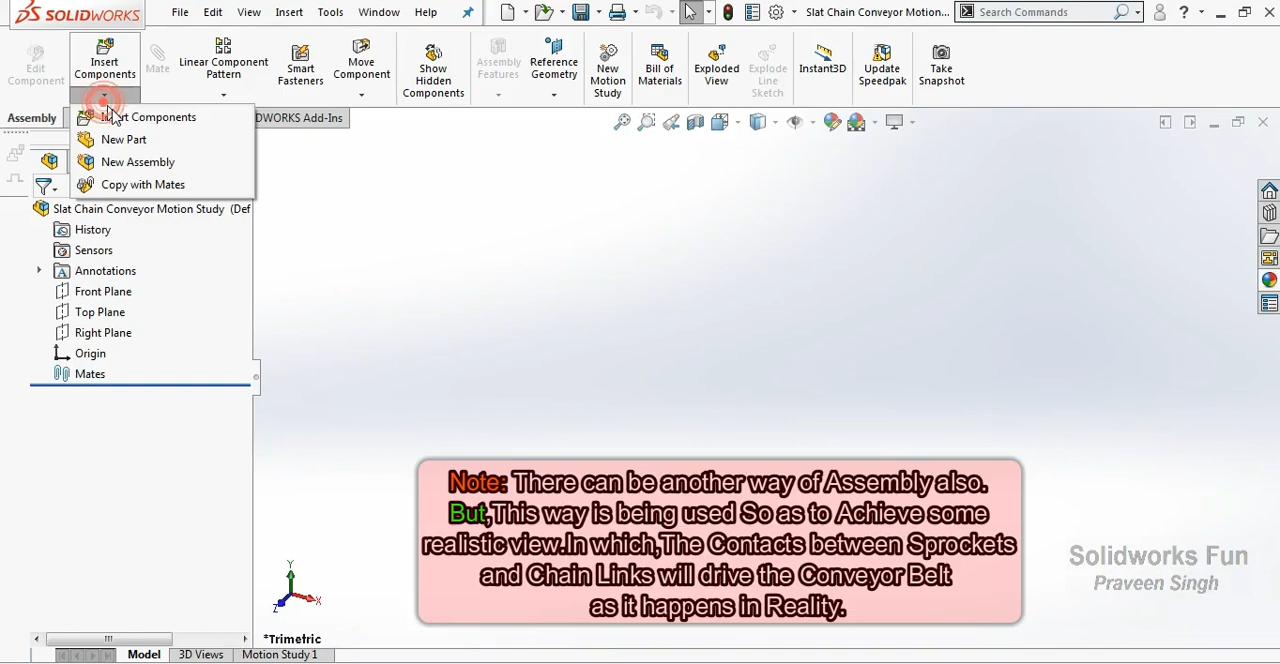 SOLIDWORKS
File Edit View Insert Tools Window Help
Slat Chain Conveyor Motion...
Search Commands
?
Edit Component
Insert Components
Mate
Linear Component Pattern
Smart Fasteners
Move Component
Show Hidden Components
Assembly Features
Reference Geometry
New Motion Study
Bill of Materials
Exploded View
Explode Line Sketch
Instant3D
Update Speedpak
Take Snapshot
Assembly
DWORKS Add-Ins
Insert Components
New Part
New Assembly
Copy with Mates
Slat Chain Conveyor Motion Study (Def
History
Sensors
Annotations
Front Plane
Top Plane
Right Plane
Origin
Mates
Note: There can be another way of Assembly also.
But,This way is being used So as to Achieve some
realistic view.In which,The Contacts between Sprockets
and Chain Links will drive the Conveyor Belt
as it happens in Reality.
Solidworks Fun
Praveen Singh
Y
X
Z
*Trimetric
Model
3D Views
Motion Study 1